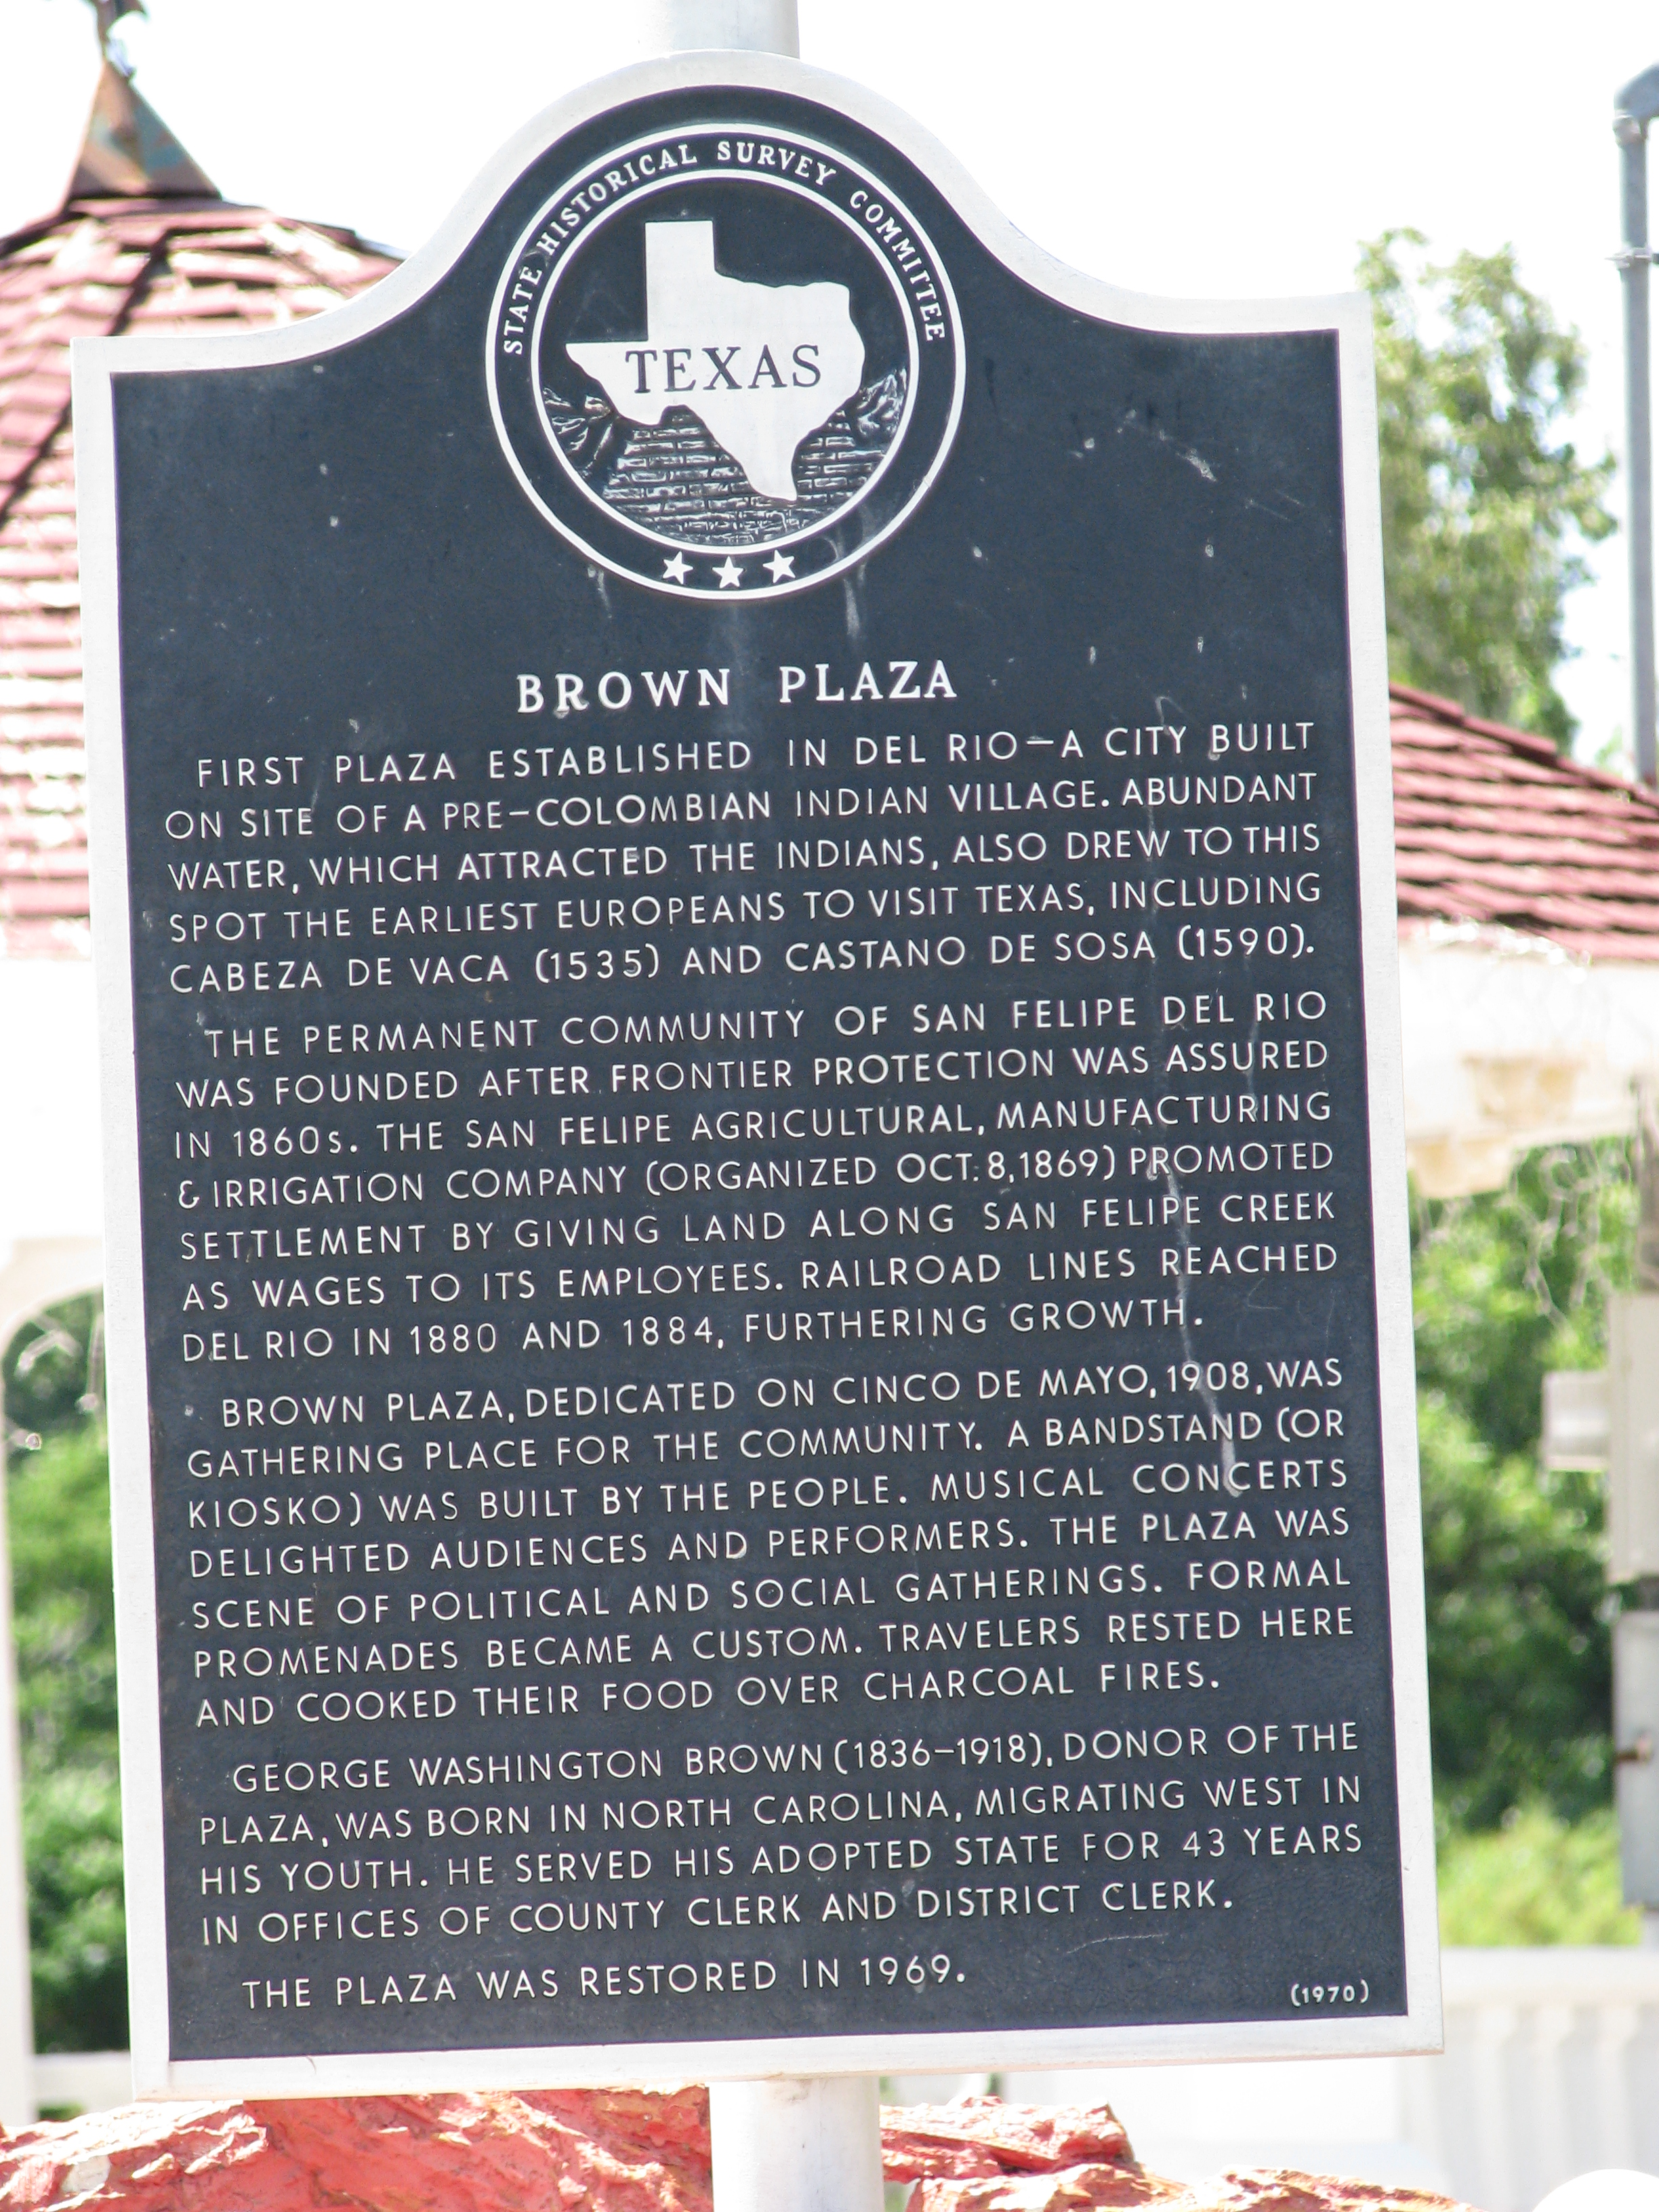 STATE HISTORICAL SURVEY COMMITTEE
TEXAS
BROWN PLAZA
FIRST PLAZA ESTABLISHED IN DEL RIO—A CITY BUILT
ON SITE OF A PRE-COLOMBIAN INDIAN VILLAGE. ABUNDANT
WATER, WHICH ATTRACTED THE INDIANS, ALSO DREW TO THIS
SPOT THE EARLIEST EUROPEANS TO VISIT TEXAS, INCLUDING
CABEZA DE VACA (1535) AND CASTANO DE SOSA (1590).
THE PERMANENT COMMUNITY OF SAN FELIPE DEL RIO
WAS FOUNDED AFTER FRONTIER PROTECTION WAS ASSURED
IN 1860s. THE SAN FELIPE AGRICULTURAL, MANUFACTURING
& IRRIGATION COMPANY (ORGANIZED OCT. 8, 1869) PROMOTED
SETTLEMENT BY GIVING LAND ALONG SAN FELIPE CREEK
AS WAGES TO ITS EMPLOYEES. RAILROAD LINES REACHED
DEL RIO IN 1880 AND 1884, FURTHERING GROWTH.
BROWN PLAZA, DEDICATED ON CINCO DE MAYO, 1908, WAS
GATHERING PLACE FOR THE COMMUNITY. A BANDSTAND (OR
KIOSKO) WAS BUILT BY THE PEOPLE. MUSICAL CONCERTS
DELIGHTED AUDIENCES AND PERFORMERS. THE PLAZA WAS
SCENE OF POLITICAL AND SOCIAL GATHERINGS. FORMAL
PROMENADES BECAME A CUSTOM. TRAVELERS RESTED HERE
AND COOKED THEIR FOOD OVER CHARCOAL FIRES.
GEORGE WASHINGTON BROWN (1836-1918), DONOR OF THE
PLAZA, WAS BORN IN NORTH CAROLINA, MIGRATING WEST IN
HIS YOUTH. HE SERVED HIS ADOPTED STATE FOR 43 YEARS
IN OFFICES OF COUNTY CLERK AND DISTRICT CLERK.
THE PLAZA WAS RESTORED IN 1969.
(1970)